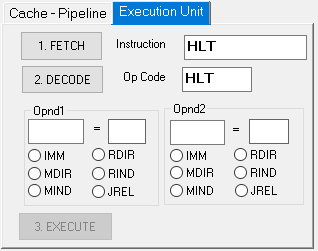 Cache - Pipeline Execution Unit
1. FETCH Instruction HLT
2. DECODE Op Code HLT
Opnd1 Opnd2
= =
IMM RDIR IMM RDIR
MDIR RIND MDIR RIND
MIND JREL MIND JREL
3. EXECUTE